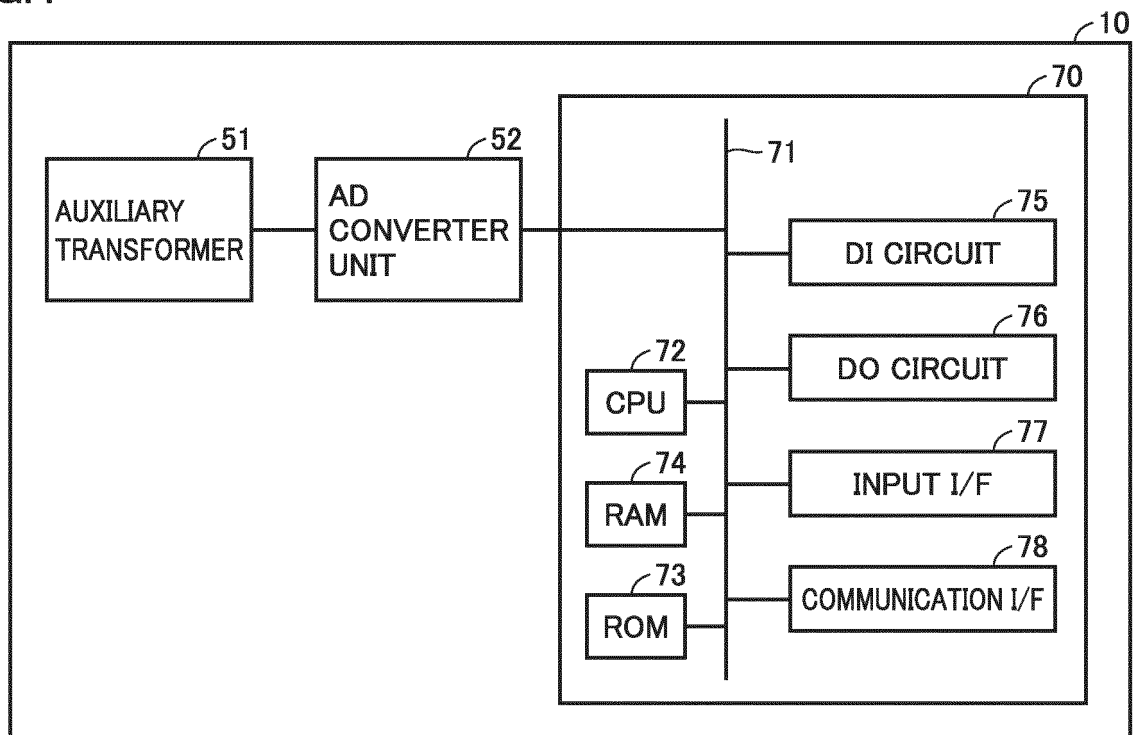 10
70
51
52
71
AUXILIARY
TRANSFORMER
AD
CONVERTER
UNIT
75
DI CIRCUIT
76
DO CIRCUIT
72
CPU
77
INPUT I/F
74
RAM
78
COMMUNICATION I/F
73
ROM